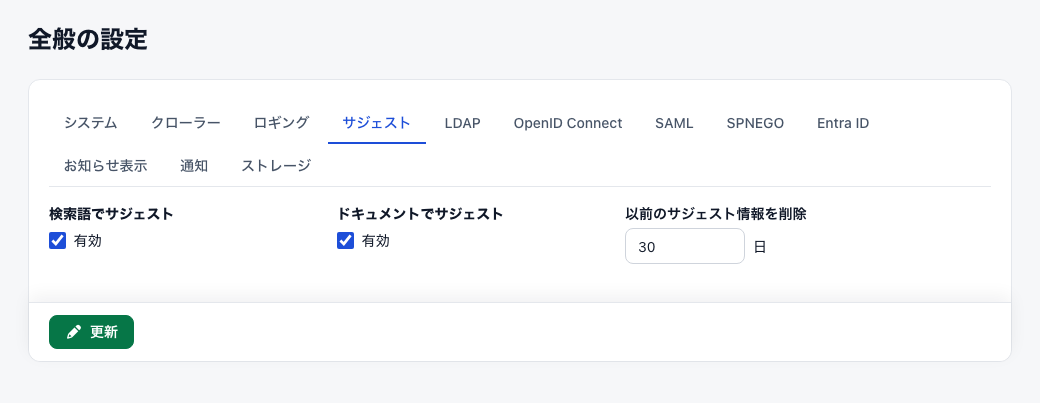 全般の設定
システム クローラー ロギング サジェスト LDAP OpenID Connect SAML SPNEGO Entra ID
お知らせ表示 通知 ストレージ
検索語でサジェスト ドキュメントでサジェスト 以前のサジェスト情報を削除
有効 有効 30 日
更新